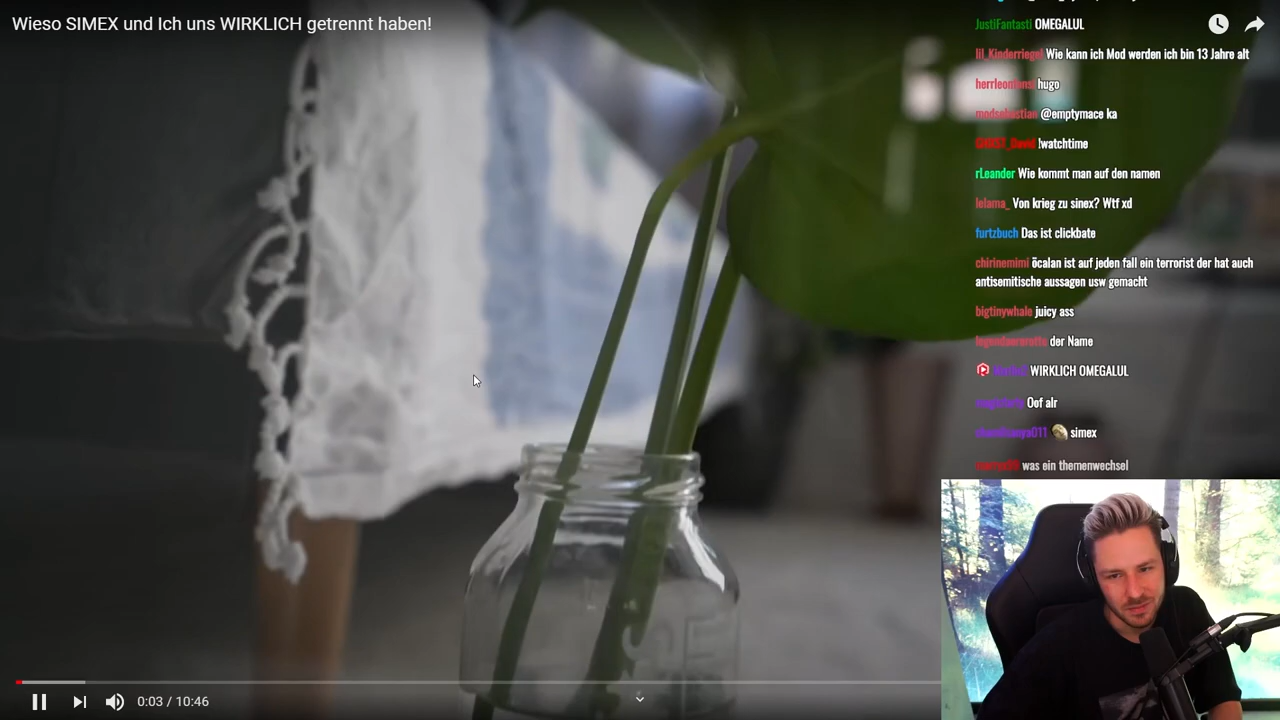 Wieso SIMEX und Ich uns WIRKLICH getrennt haben!
JustiFantasti OMEGALUL
lil_Kinderriegel Wie kann ich Mod werden ich bin 13 Jahre alt
hugo
@emptymace ka
!watchtime
rLeander Wie kommt man auf den namen
lelama_ Von krieg zu sinex? Wtf xd
furtzbuch Das ist clickbate
chirinemimi öcalan ist auf jeden fall ein terrorist der hat auch
antisemitische aussagen usw gemacht
bigtinywhale juicy ass
der Name
WIRKLICH OMEGALUL
Oof alr
simex
was ein themenwechsel
0:03 / 10:46